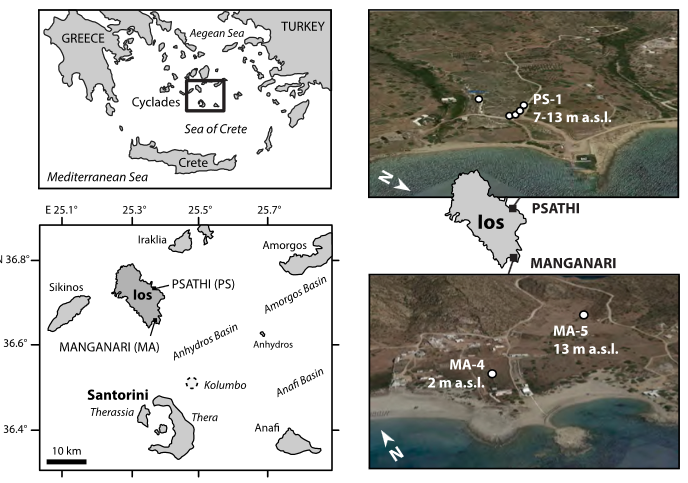 GREECE
TURKEY
Aegean Sea
Cyclades
Sea of Crete
Crete
Mediterranean Sea
PS-1
7-13 m a.s.l.
N
PSATHI
Ios
MANGANARI
MA-5
13 m a.s.l.
MA-4
2 m a.s.l.
N
E 25.1°
25.3°
25.5°
25.7°
N 36.8°
36.6°
36.4°
Iraklia
Amorgos
Sikinos
Ios
PSATHI (PS)
Amorgos Basin
MANGANARI (MA)
Anhydros Basin
Anhydros
Santorini
Kolumbo
Anafi Basin
Therassia
Thera
Anafi
10 km